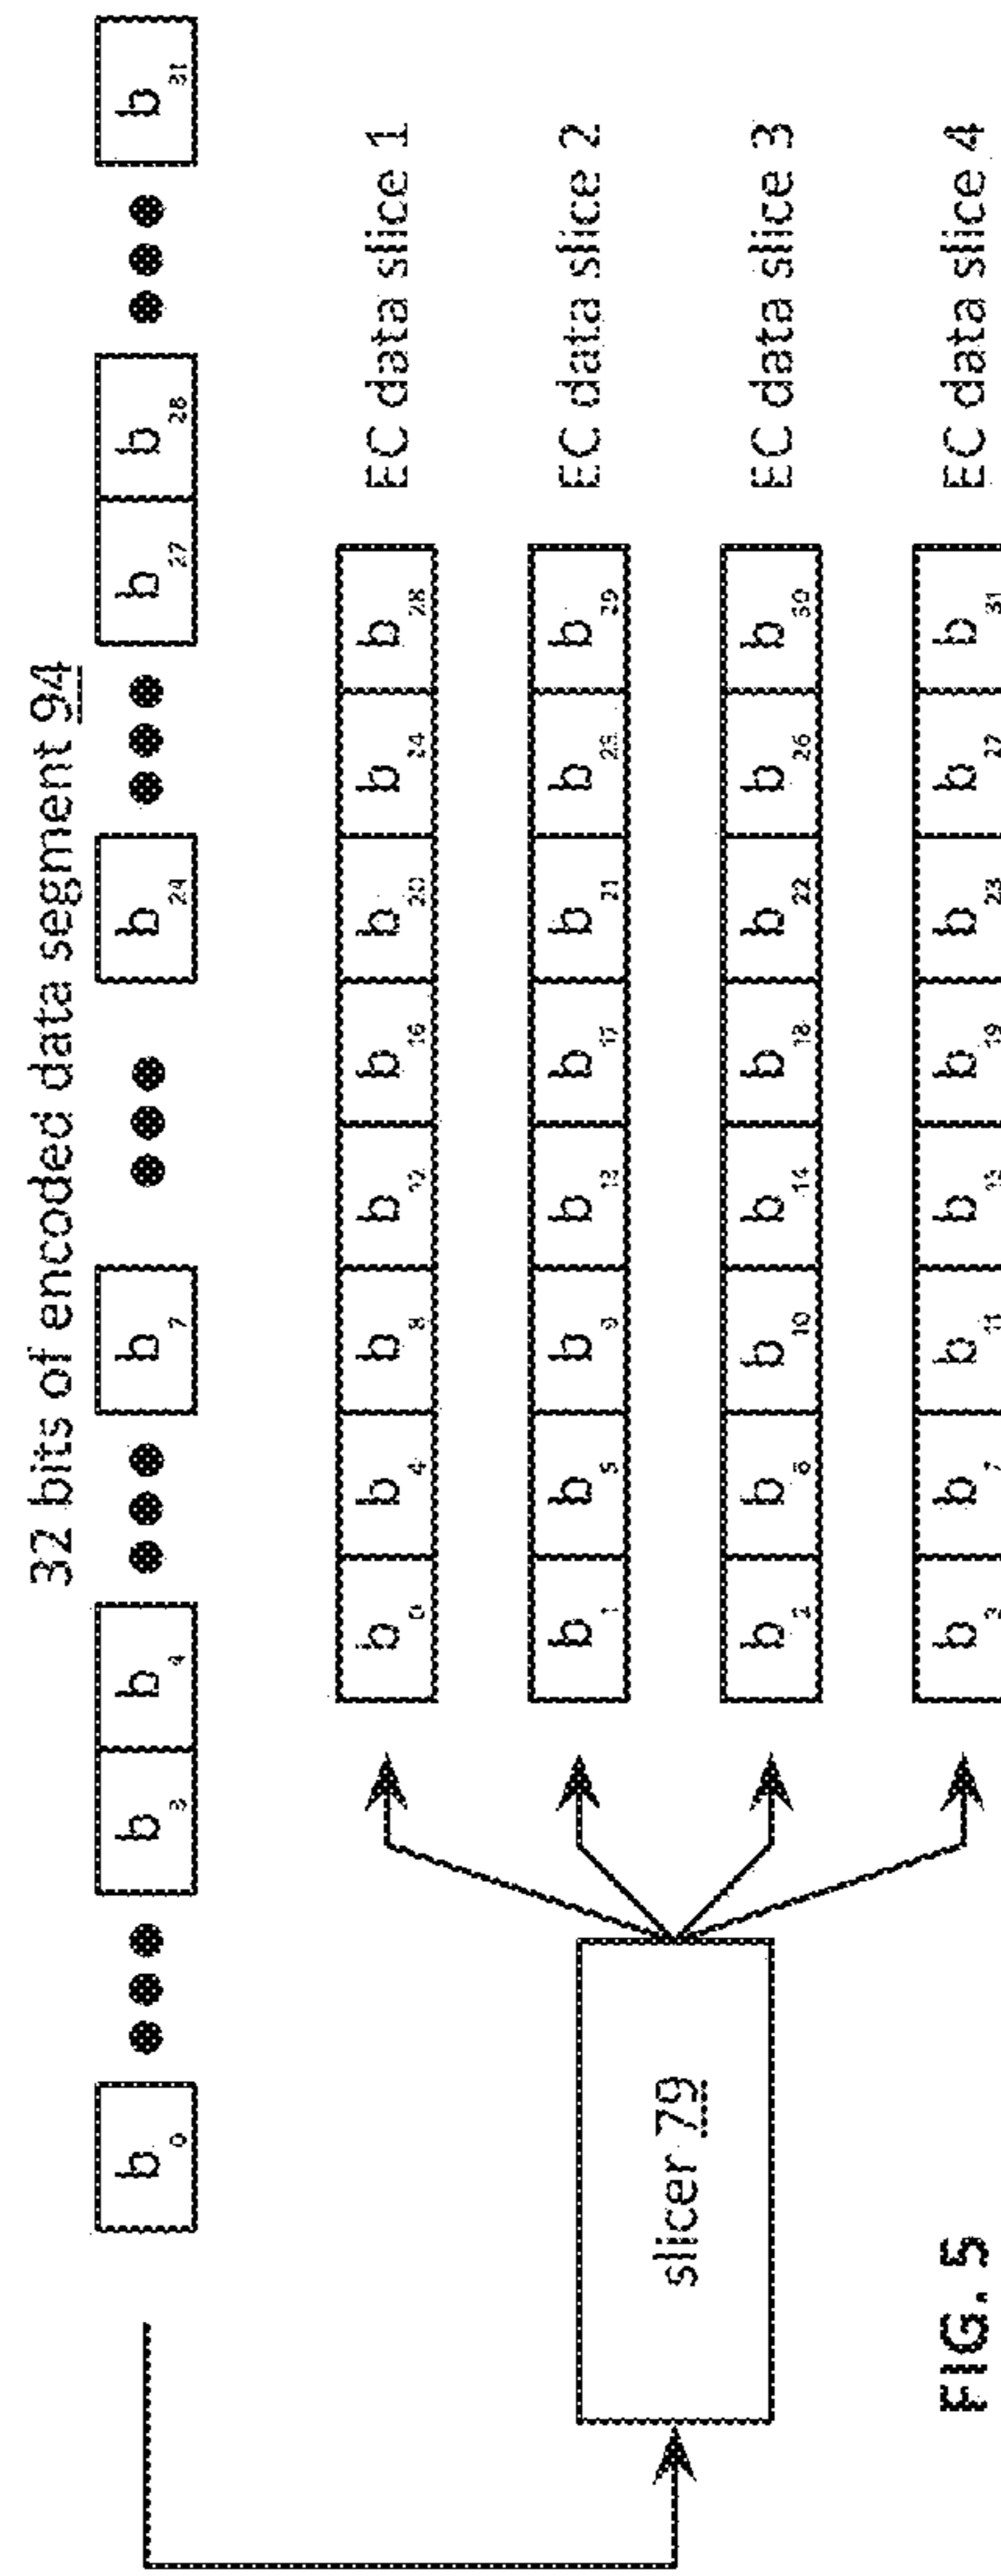 32 bits of encoded data segment 94
b0 b3 b4 b7 b24 b27 b28 b31
b0 b4 b8 b12 b16 b20 b24 b28 EC data slice 1
b1 b5 b9 b13 b17 b21 b25 b29 EC data slice 2
slicer 79
b2 b6 b10 b14 b18 b22 b26 b30 EC data slice 3
b3 b7 b11 b15 b19 b23 b27 b31 EC data slice 4
FIG. 5